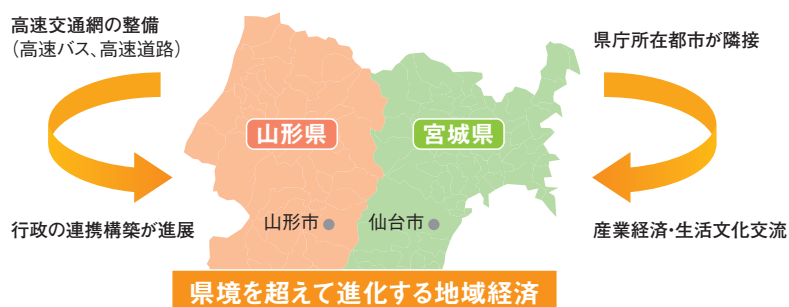 高速交通網の整備
（高速バス、高速道路）
県庁所在都市が隣接
山形県
宮城県
山形市
仙台市
行政の連携構築が進展
産業経済・生活文化交流
県境を超えて進化する地域経済